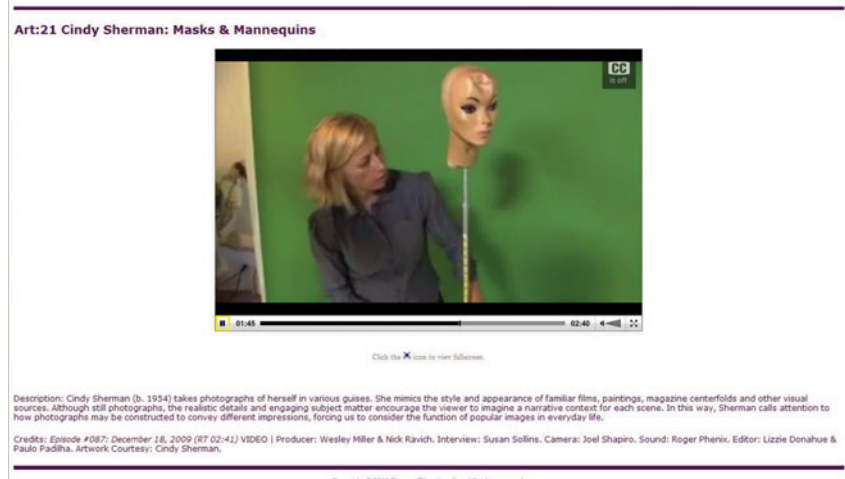 Art:21 Cindy Sherman: Masks & Mannequins
CC
is off
01:45 02:40
Click the icon to view fullscreen.
Description: Cindy Sherman (b. 1954) takes photographs of herself in various guises. She mimics the style and appearance of familiar films, paintings, magazine centerfolds and other visual
sources. Although still photographs, the realistic details and engaging subject matter encourage the viewer to imagine a narrative context for each scene. In this way, Sherman calls attention to
how photographs may be constructed to convey different impressions, forcing us to consider the function of popular images in everyday life.
Credits: Episode #087: December 18, 2009 (RT 02:41) VIDEO | Producer: Wesley Miller & Nick Ravich. Interview: Susan Sollins. Camera: Joel Shapiro. Sound: Roger Phenix. Editor: Lizzie Donahue &
Paulo Padilha. Artwork Courtesy: Cindy Sherman.